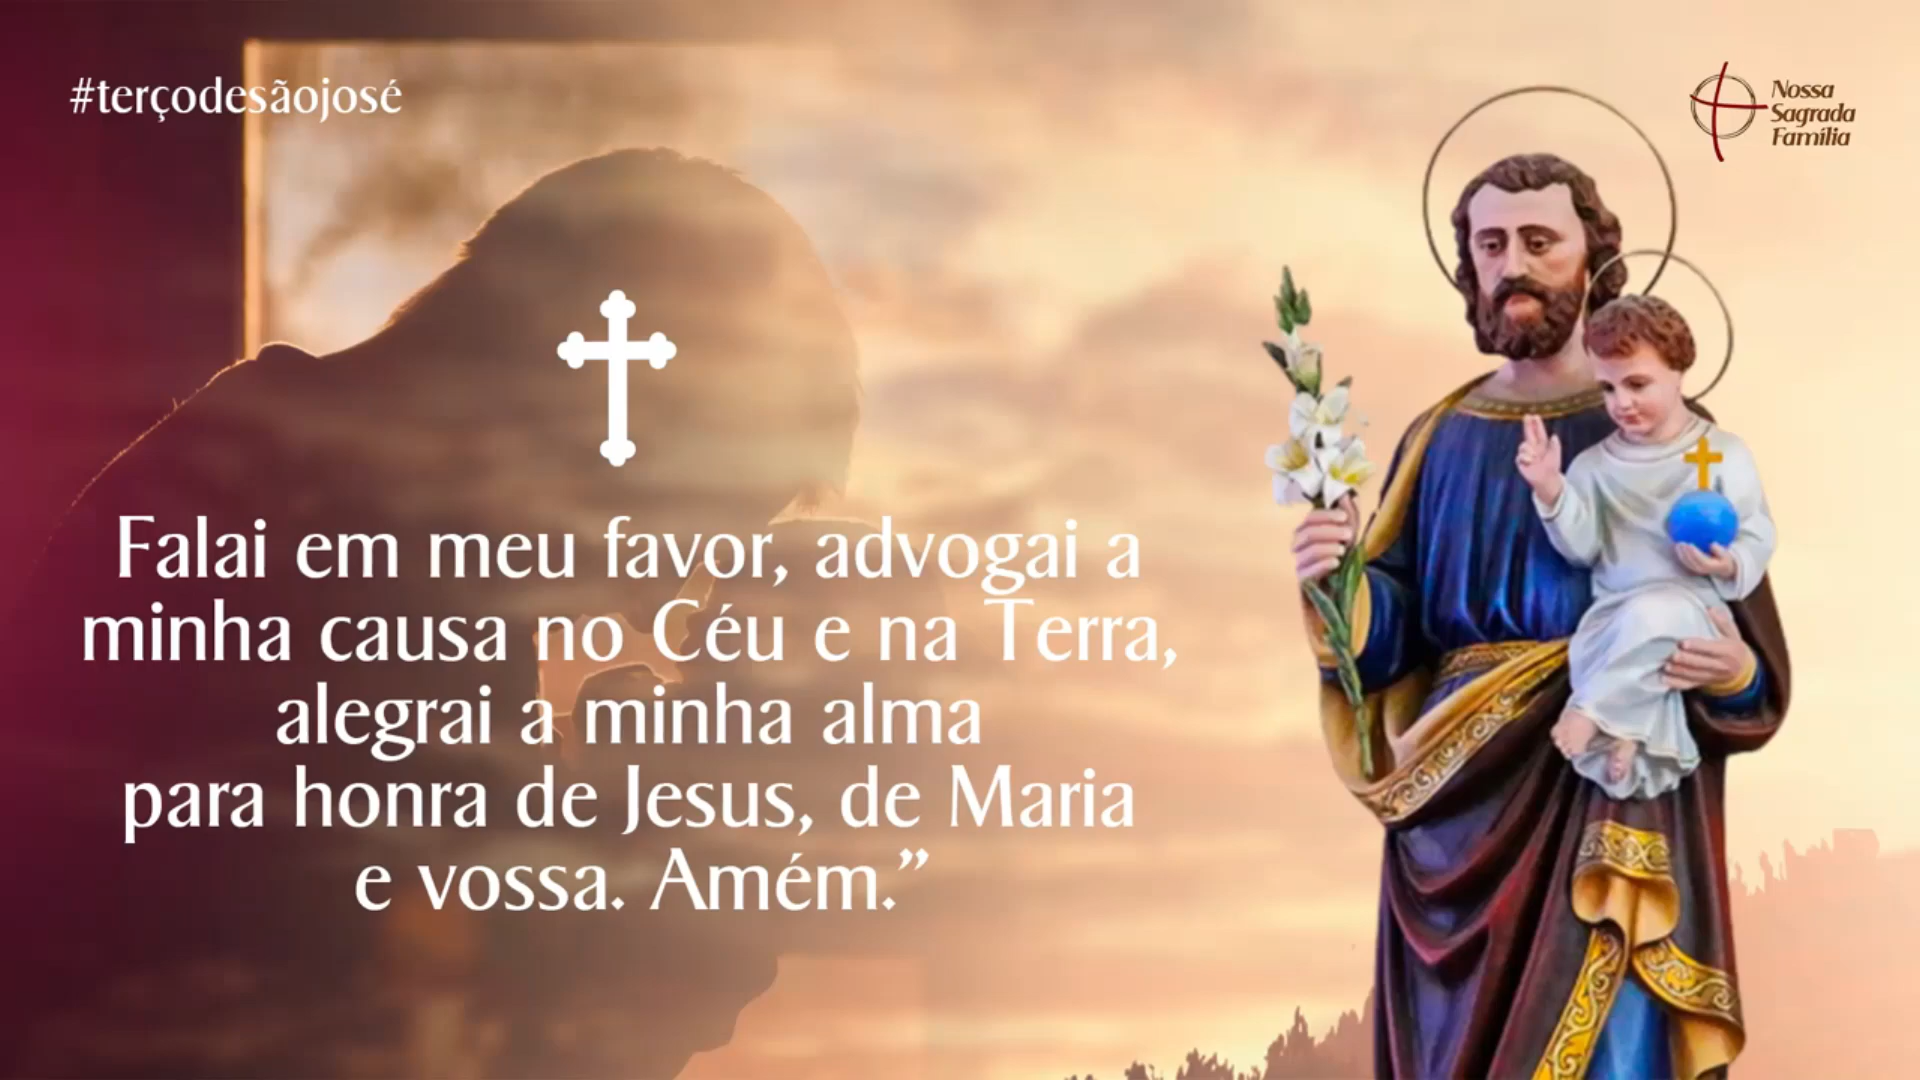 #terçodesãojosé
Nossa
Sagrada
Família
Falai em meu favor, advogai a
minha causa no Céu e na Terra,
alegrai a minha alma
para honra de Jesus, de Maria
e vossa. Amém.”